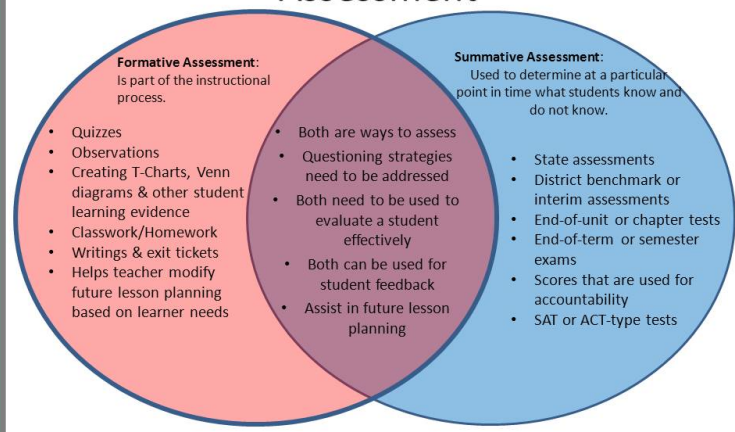 Formative Assessment:
Is part of the instructional
process.
• Quizzes
• Observations
• Creating T-Charts, Venn
diagrams & other student
learning evidence
• Classwork/Homework
• Writings & exit tickets
• Helps teacher modify
future lesson planning
based on learner needs
• Both are ways to assess
• Questioning strategies
need to be addressed
• Both need to be used to
evaluate a student
effectively
• Both can be used for
student feedback
• Assist in future lesson
planning
Summative Assessment:
Used to determine at a particular
point in time what students know and
do not know.
• State assessments
• District benchmark or
interim assessments
• End-of-unit or chapter tests
• End-of-term or semester
exams
• Scores that are used for
accountability
• SAT or ACT-type tests